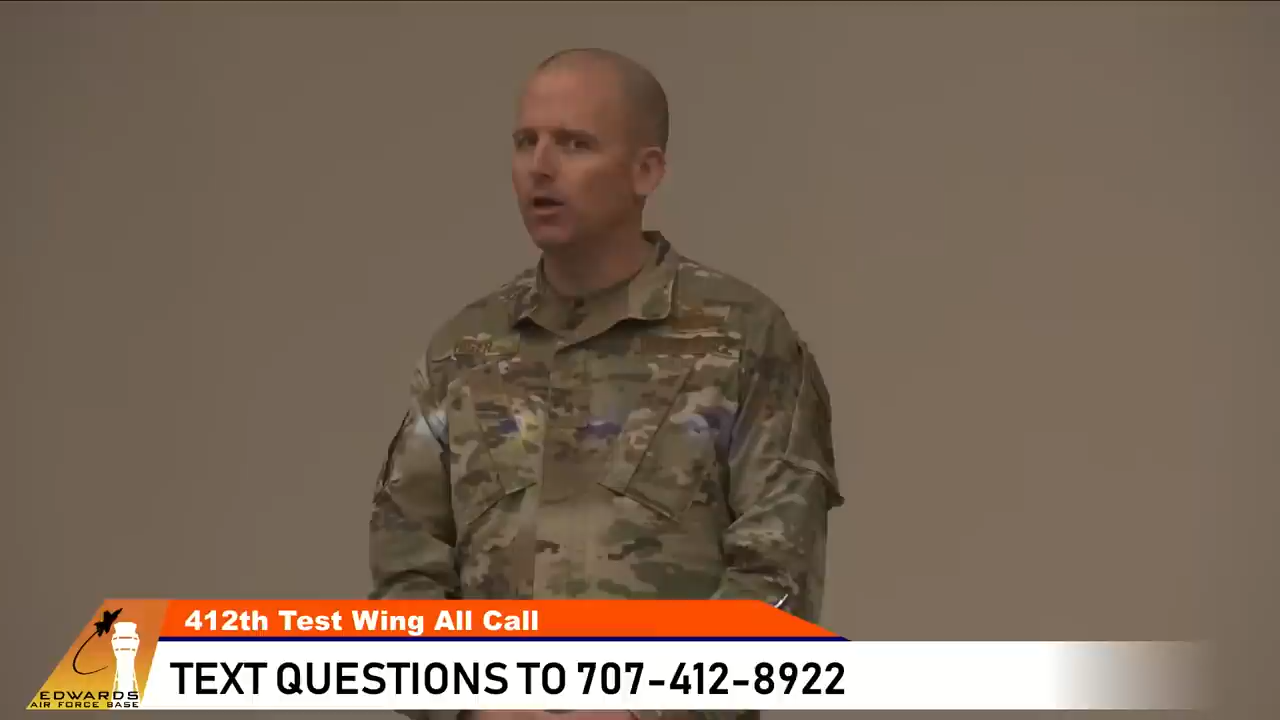 412th Test Wing All Call
TEXT QUESTIONS TO 707-412-8922
EDWARDS
AIR FORCE BASE